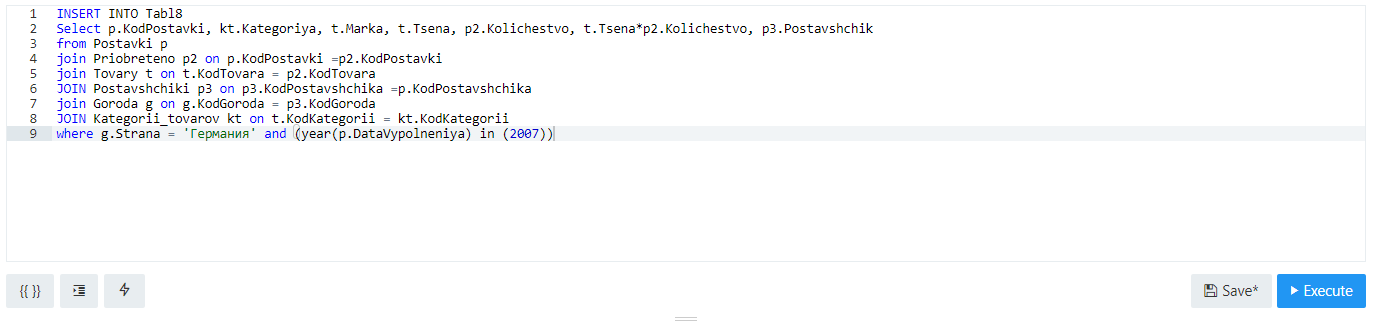 1 INSERT INTO Tabl8
2 Select p.KodPostavki, kt.Kategoriya, t.Marka, t.Tsena, p2.Kolichestvo, t.Tsena*p2.Kolichestvo, p3.Postavshchik
3 from Postavki p
4 join Priobreteno p2 on p.KodPostavki =p2.KodPostavki
5 join Tovary t on t.KodTovara = p2.KodTovara
6 JOIN Postavshchiki p3 on p3.KodPostavshchika =p.KodPostavshchika
7 join Goroda g on g.KodGoroda = p3.KodGoroda
8 JOIN Kategorii_tovarov kt on t.KodKategorii = kt.KodKategorii
9 where g.Strana = 'Германия' and (year(p.DataVypolneniya) in (2007))
{{ }} Save* Execute